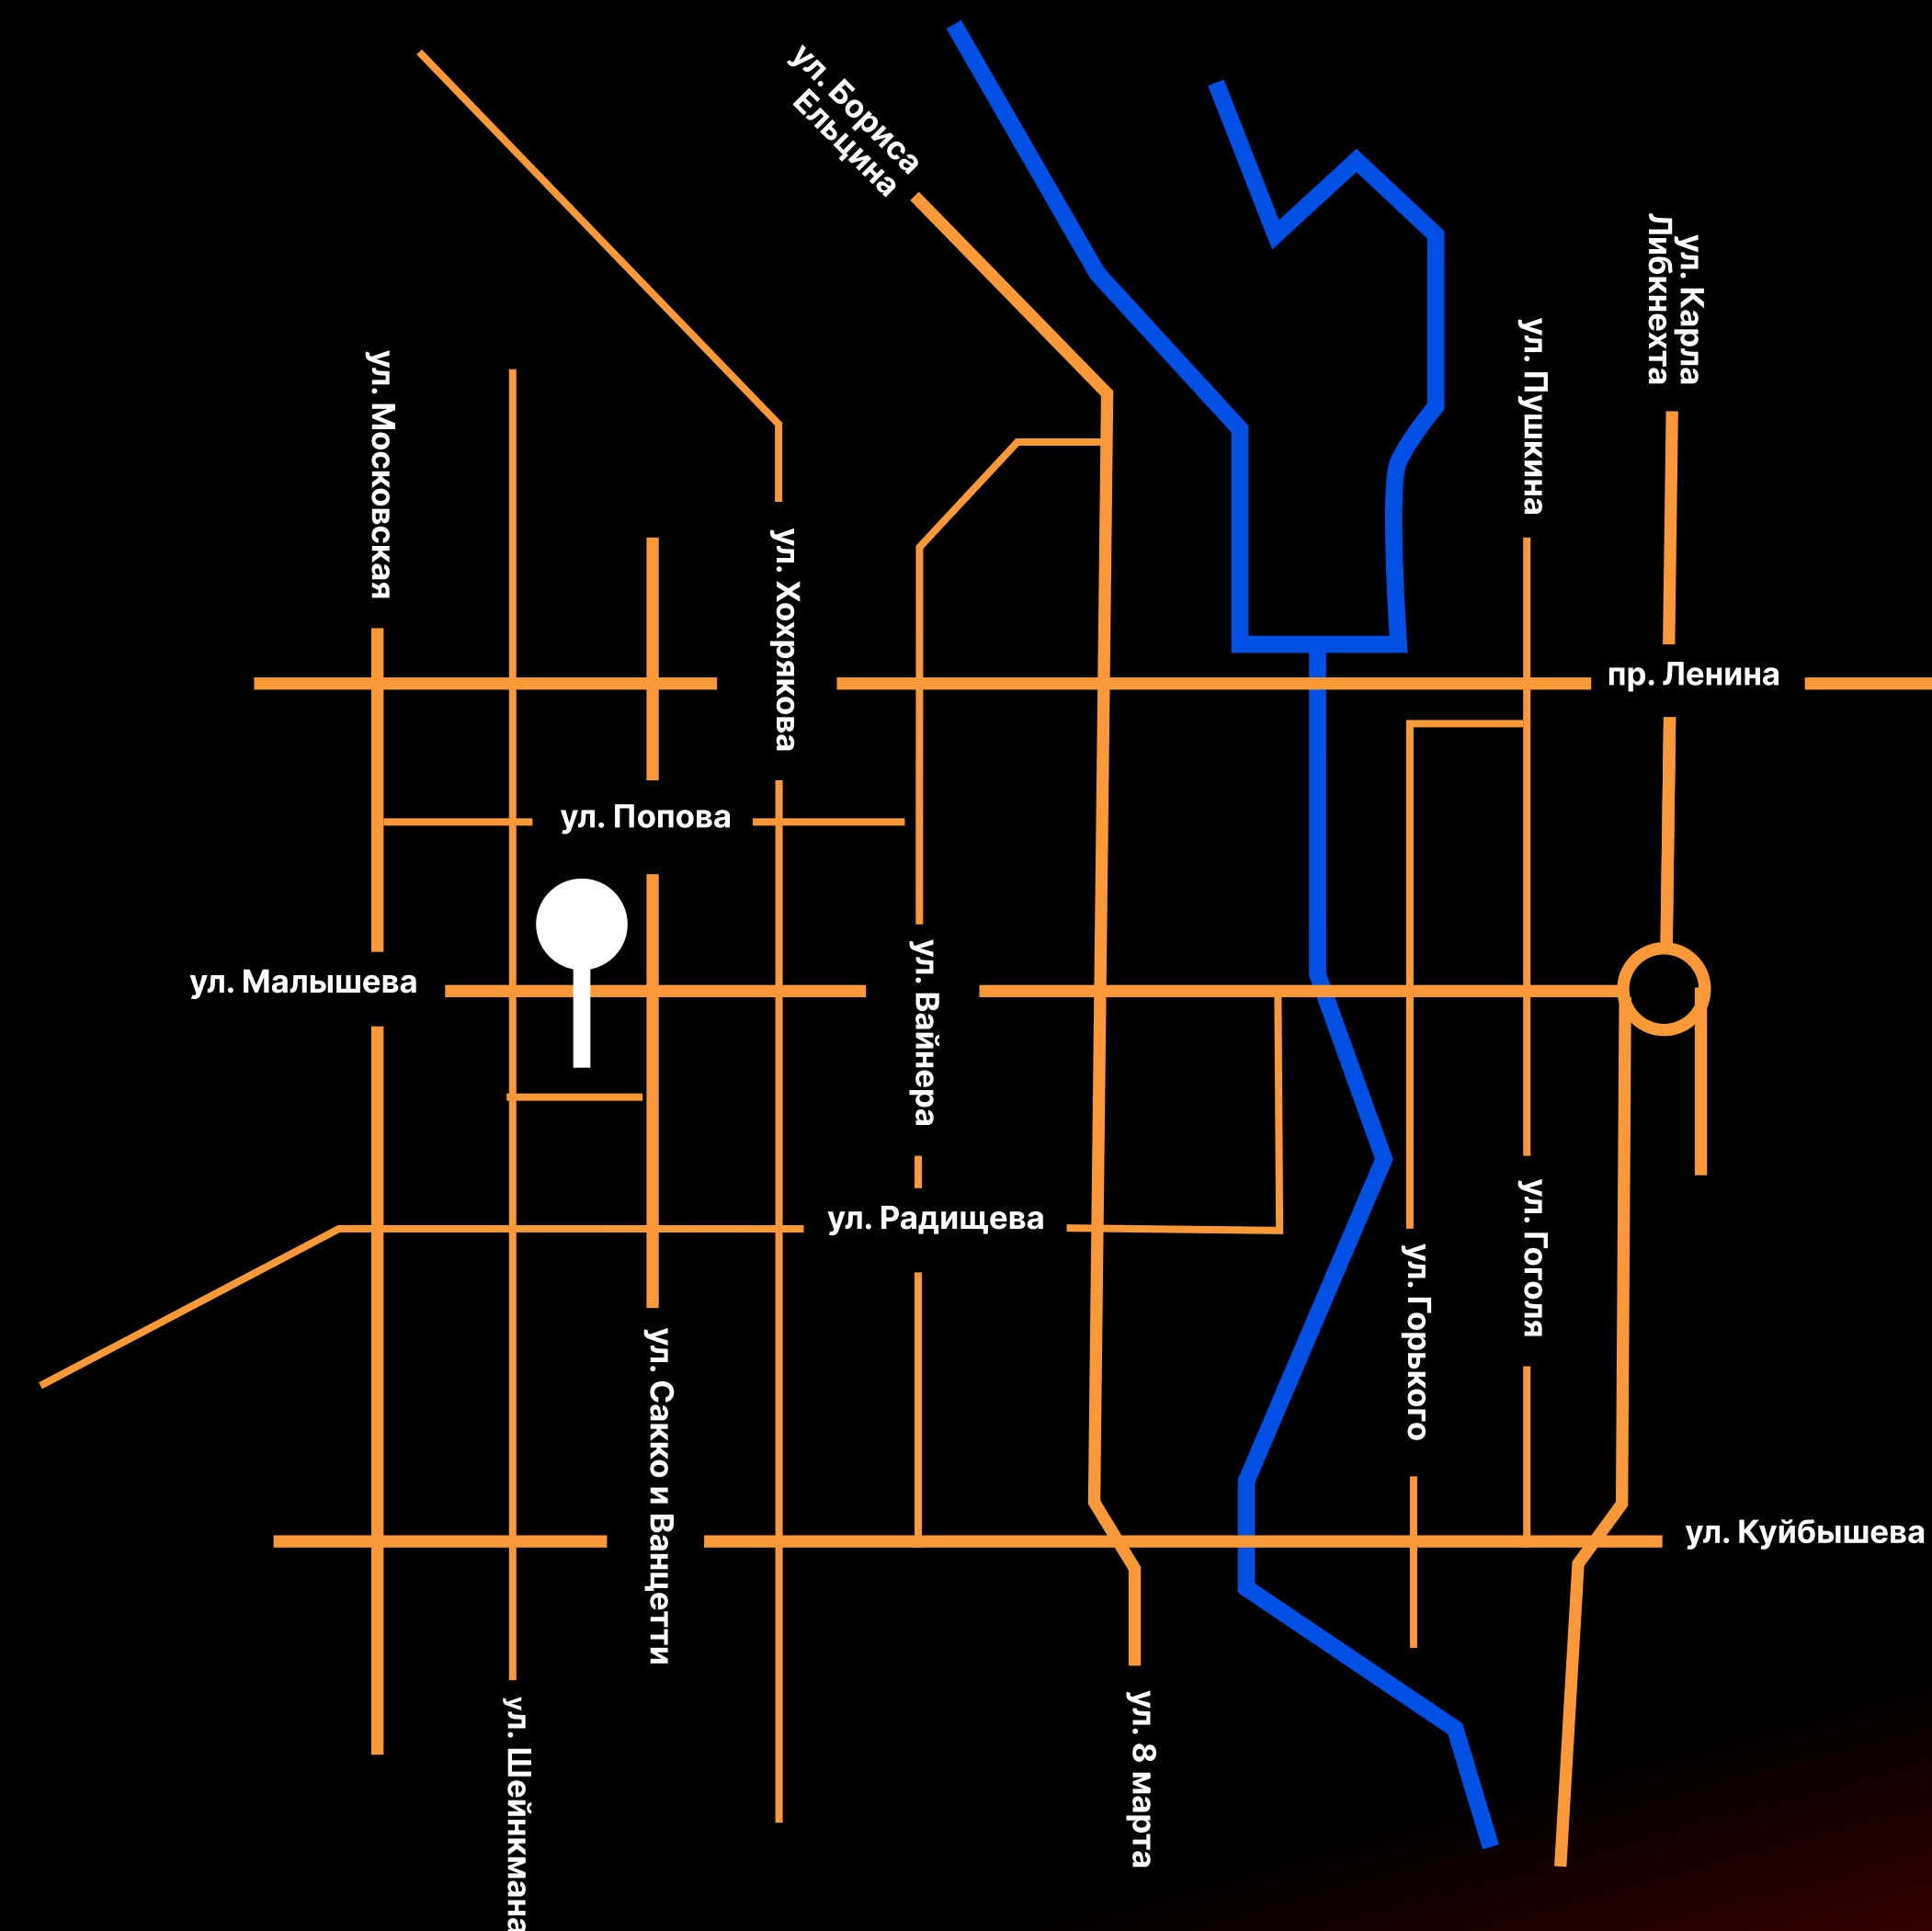 ул. Бориса
Ельцина
ул. Карла
Либкнехта
ул. Пушкина
ул. Московская
ул. Хохрякова
пр. Ленина
ул. Попова
ул. Малышева
ул. Вайнера
ул. Радищева
ул. Гоголя
ул. Горького
ул. Сакко и Ванцетти
ул. Куйбышева
ул. 8 марта
ул. Шейнкмана